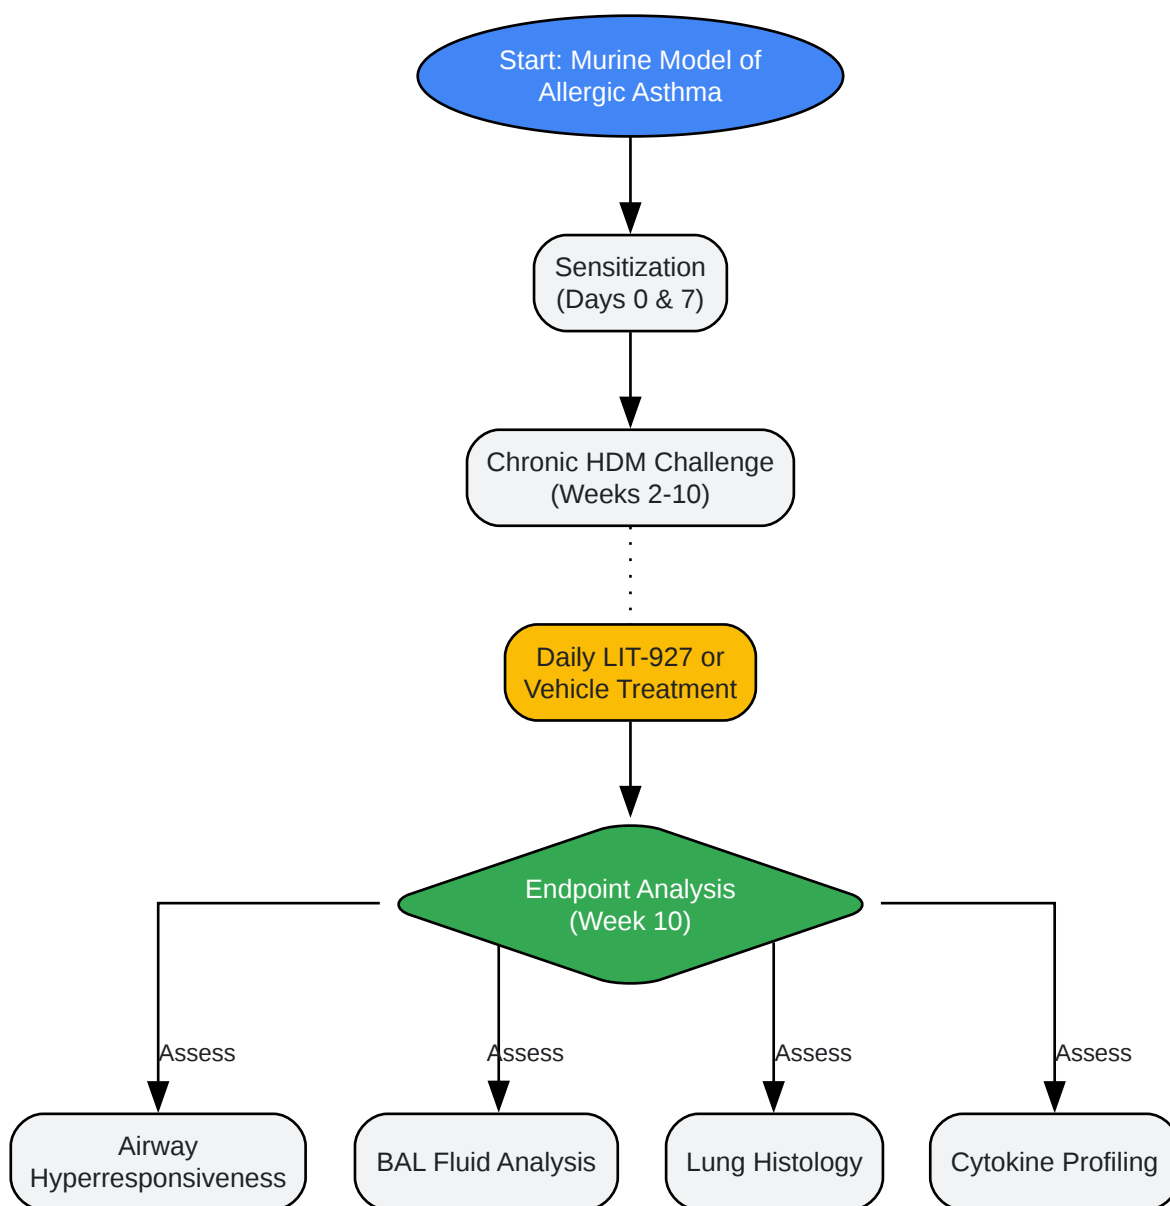 Start: Murine Model of
Allergic Asthma
Sensitization
(Days 0 & 7)
Chronic HDM Challenge
(Weeks 2-10)
Daily LIT-927 or
Vehicle Treatment
Endpoint Analysis
(Week 10)
Assess
Assess
Assess
Assess
Airway
Hyperresponsiveness
BAL Fluid Analysis
Lung Histology
Cytokine Profiling